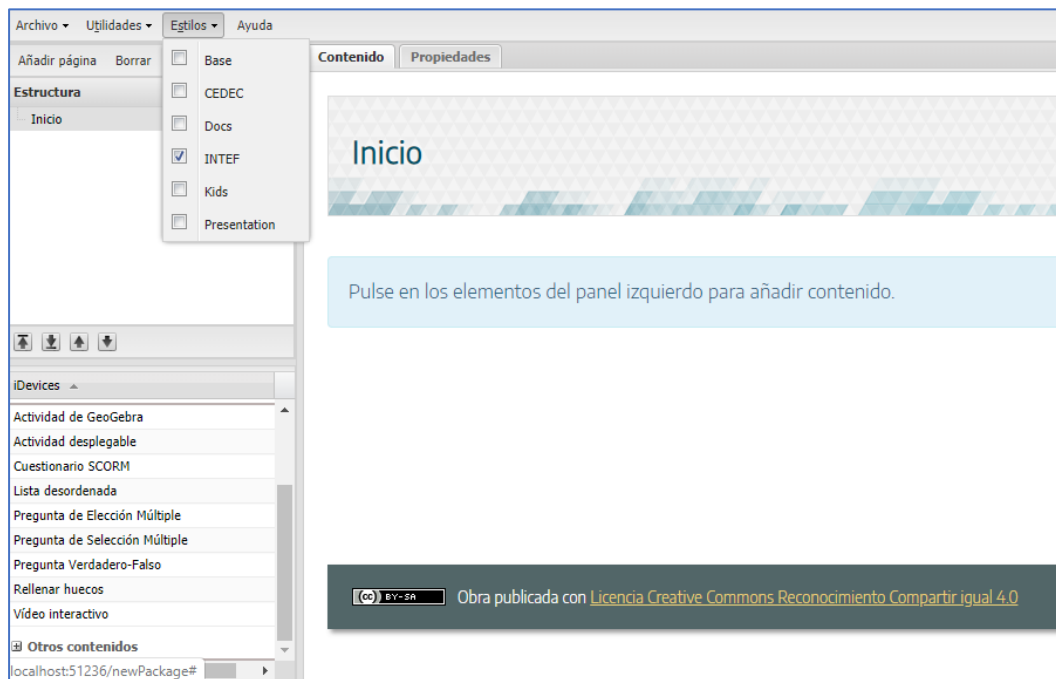 Archivo Utilidades Estilos Ayuda
Añadir página Borrar
Base
CEDEC
Docs
INTEF
Kids
Presentation
Estructura
Inicio
Contenido Propiedades
Inicio
Pulse en los elementos del panel izquierdo para añadir contenido.
iDevices
Actividad de GeoGebra
Actividad desplegable
Cuestionario SCORM
Lista desordenada
Pregunta de Elección Múltiple
Pregunta de Selección Múltiple
Pregunta Verdadero-Falso
Rellenar huecos
Vídeo interactivo
Otros contenidos
localhost:51236/newPackage#
(cc) BY-SA Obra publicada con Licencia Creative Commons Reconocimiento Compartir igual 4.0